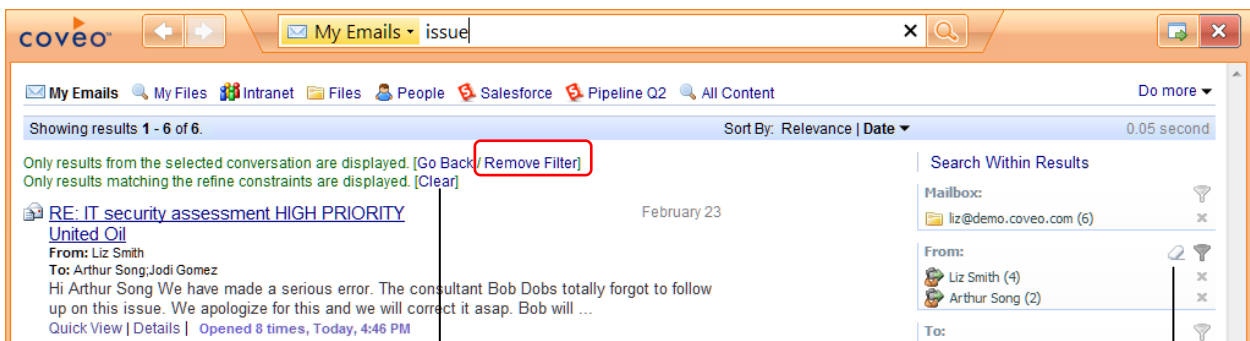 coveo™
My Emails issue
My Emails My Files Intranet Files People Salesforce Pipeline Q2 All Content Do more
Showing results 1 - 6 of 6. Sort By: Relevance | Date 0.05 second
Only results from the selected conversation are displayed. [Go Back / Remove Filter]
Only results matching the refine constraints are displayed. [Clear]
RE: IT security assessment HIGH PRIORITY February 23
United Oil
From: Liz Smith
To: Arthur Song;Jodi Gomez
Hi Arthur Song We have made a serious error. The consultant Bob Dobs totally forgot to follow
up on this issue. We apologize for this and we will correct it asap. Bob will ...
Quick View | Details | Opened 8 times, Today, 4:46 PM
Search Within Results
Mailbox:
liz@demo.coveo.com (6)
From:
Liz Smith (4)
Arthur Song (2)
To: